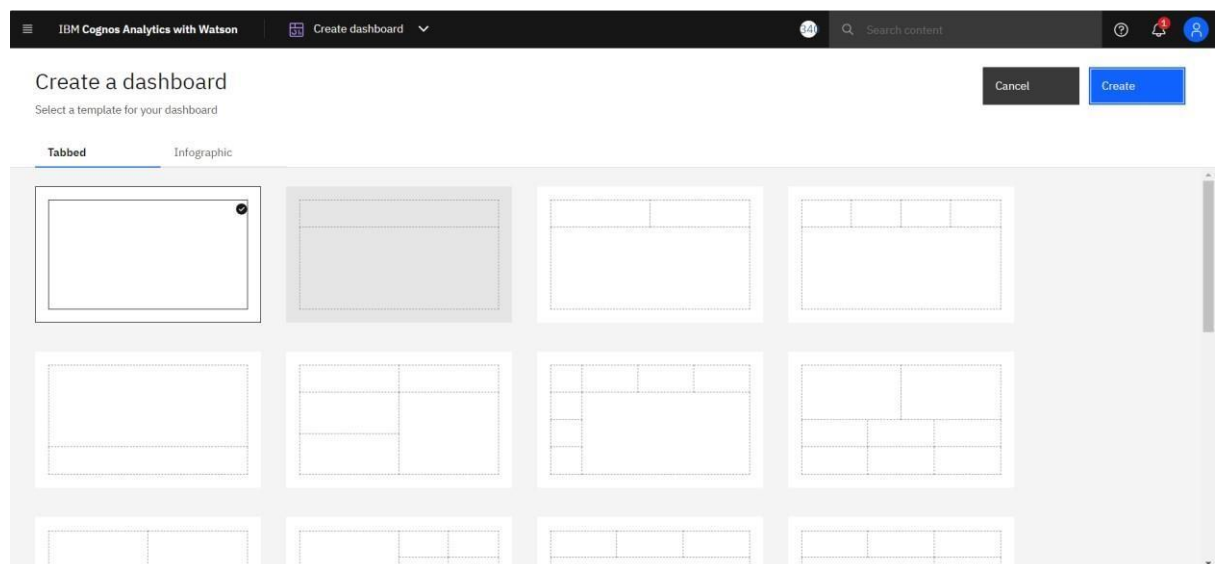 IBM Cognos Analytics with Watson
Create dashboard
Search content
1
Create a dashboard
Select a template for your dashboard
Cancel
Create
Tabbed
Infographic